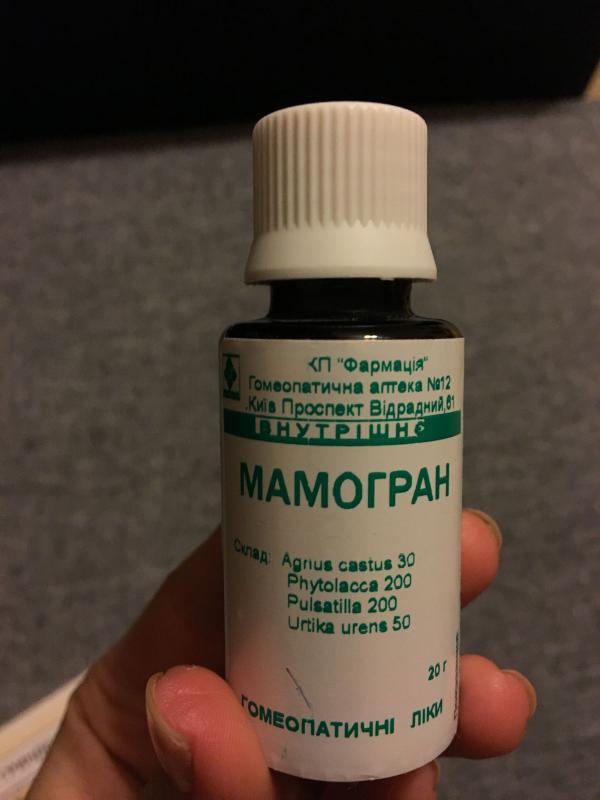 КП "Фармація"
Гомеопатична аптека №12
.Київ Проспект Відрадний,61
ВНУТРІШНЄ
МАМОГРАН
Склад: Agnus castus 30
Phytolacca 200
Pulsatilla 200
Urtika urens 50
20 г
ГОМЕОПАТИЧНІ ЛІКИ